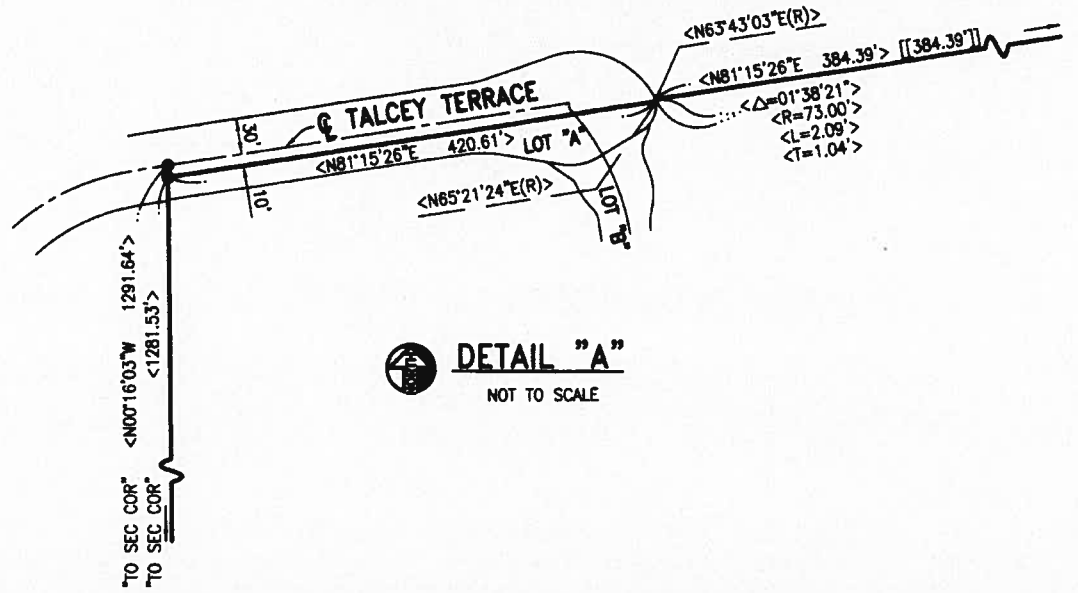 <N63°43'03"E(R)>
<N81°15'26"E 384.39'> [[384.39']]
<Δ=01°38'21">
<R=73.00'>
<L=2.09'>
<T=1.04'>
30'
℄ TALCEY TERRACE
<N81°15'26"E 420.61'> LOT "A"
10'
<N65°21'24"E(R)>
LOT "B"
"TO SEC COR" <N00°16'03"W 1291.64'>
"TO SEC COR" <1281.53'>
NORTH
DETAIL "A"
NOT TO SCALE